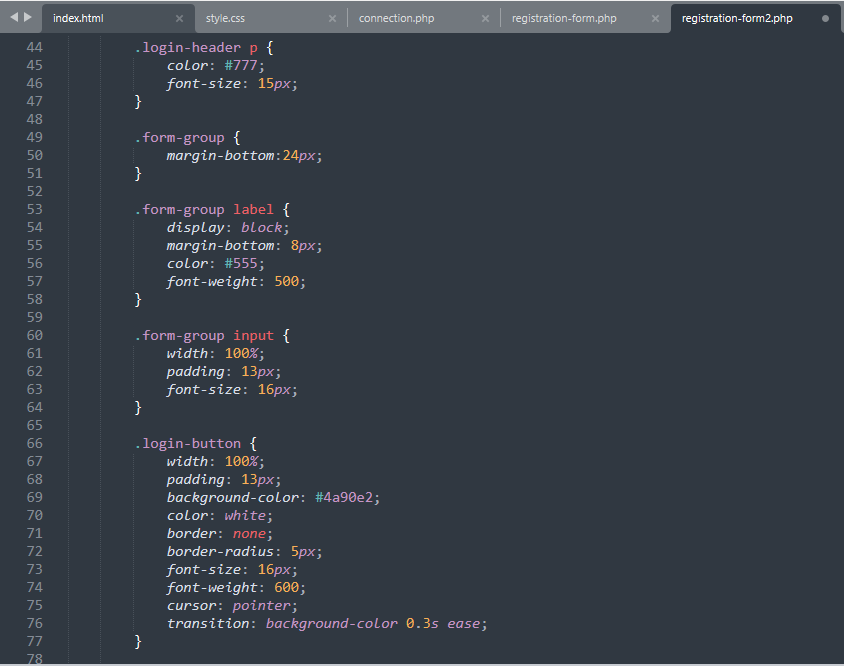 index.html × style.css × connection.php × registration-form.php × registration-form2.php
44 .login-header p {
45 color: #777;
46 font-size: 15px;
47 }
48
49 .form-group {
50 margin-bottom:24px;
51 }
52
53 .form-group label {
54 display: block;
55 margin-bottom: 8px;
56 color: #555;
57 font-weight: 500;
58 }
59
60 .form-group input {
61 width: 100%;
62 padding: 13px;
63 font-size: 16px;
64 }
65
66 .login-button {
67 width: 100%;
68 padding: 13px;
69 background-color: #4a90e2;
70 color: white;
71 border: none;
72 border-radius: 5px;
73 font-size: 16px;
74 font-weight: 600;
75 cursor: pointer;
76 transition: background-color 0.3s ease;
77 }
78